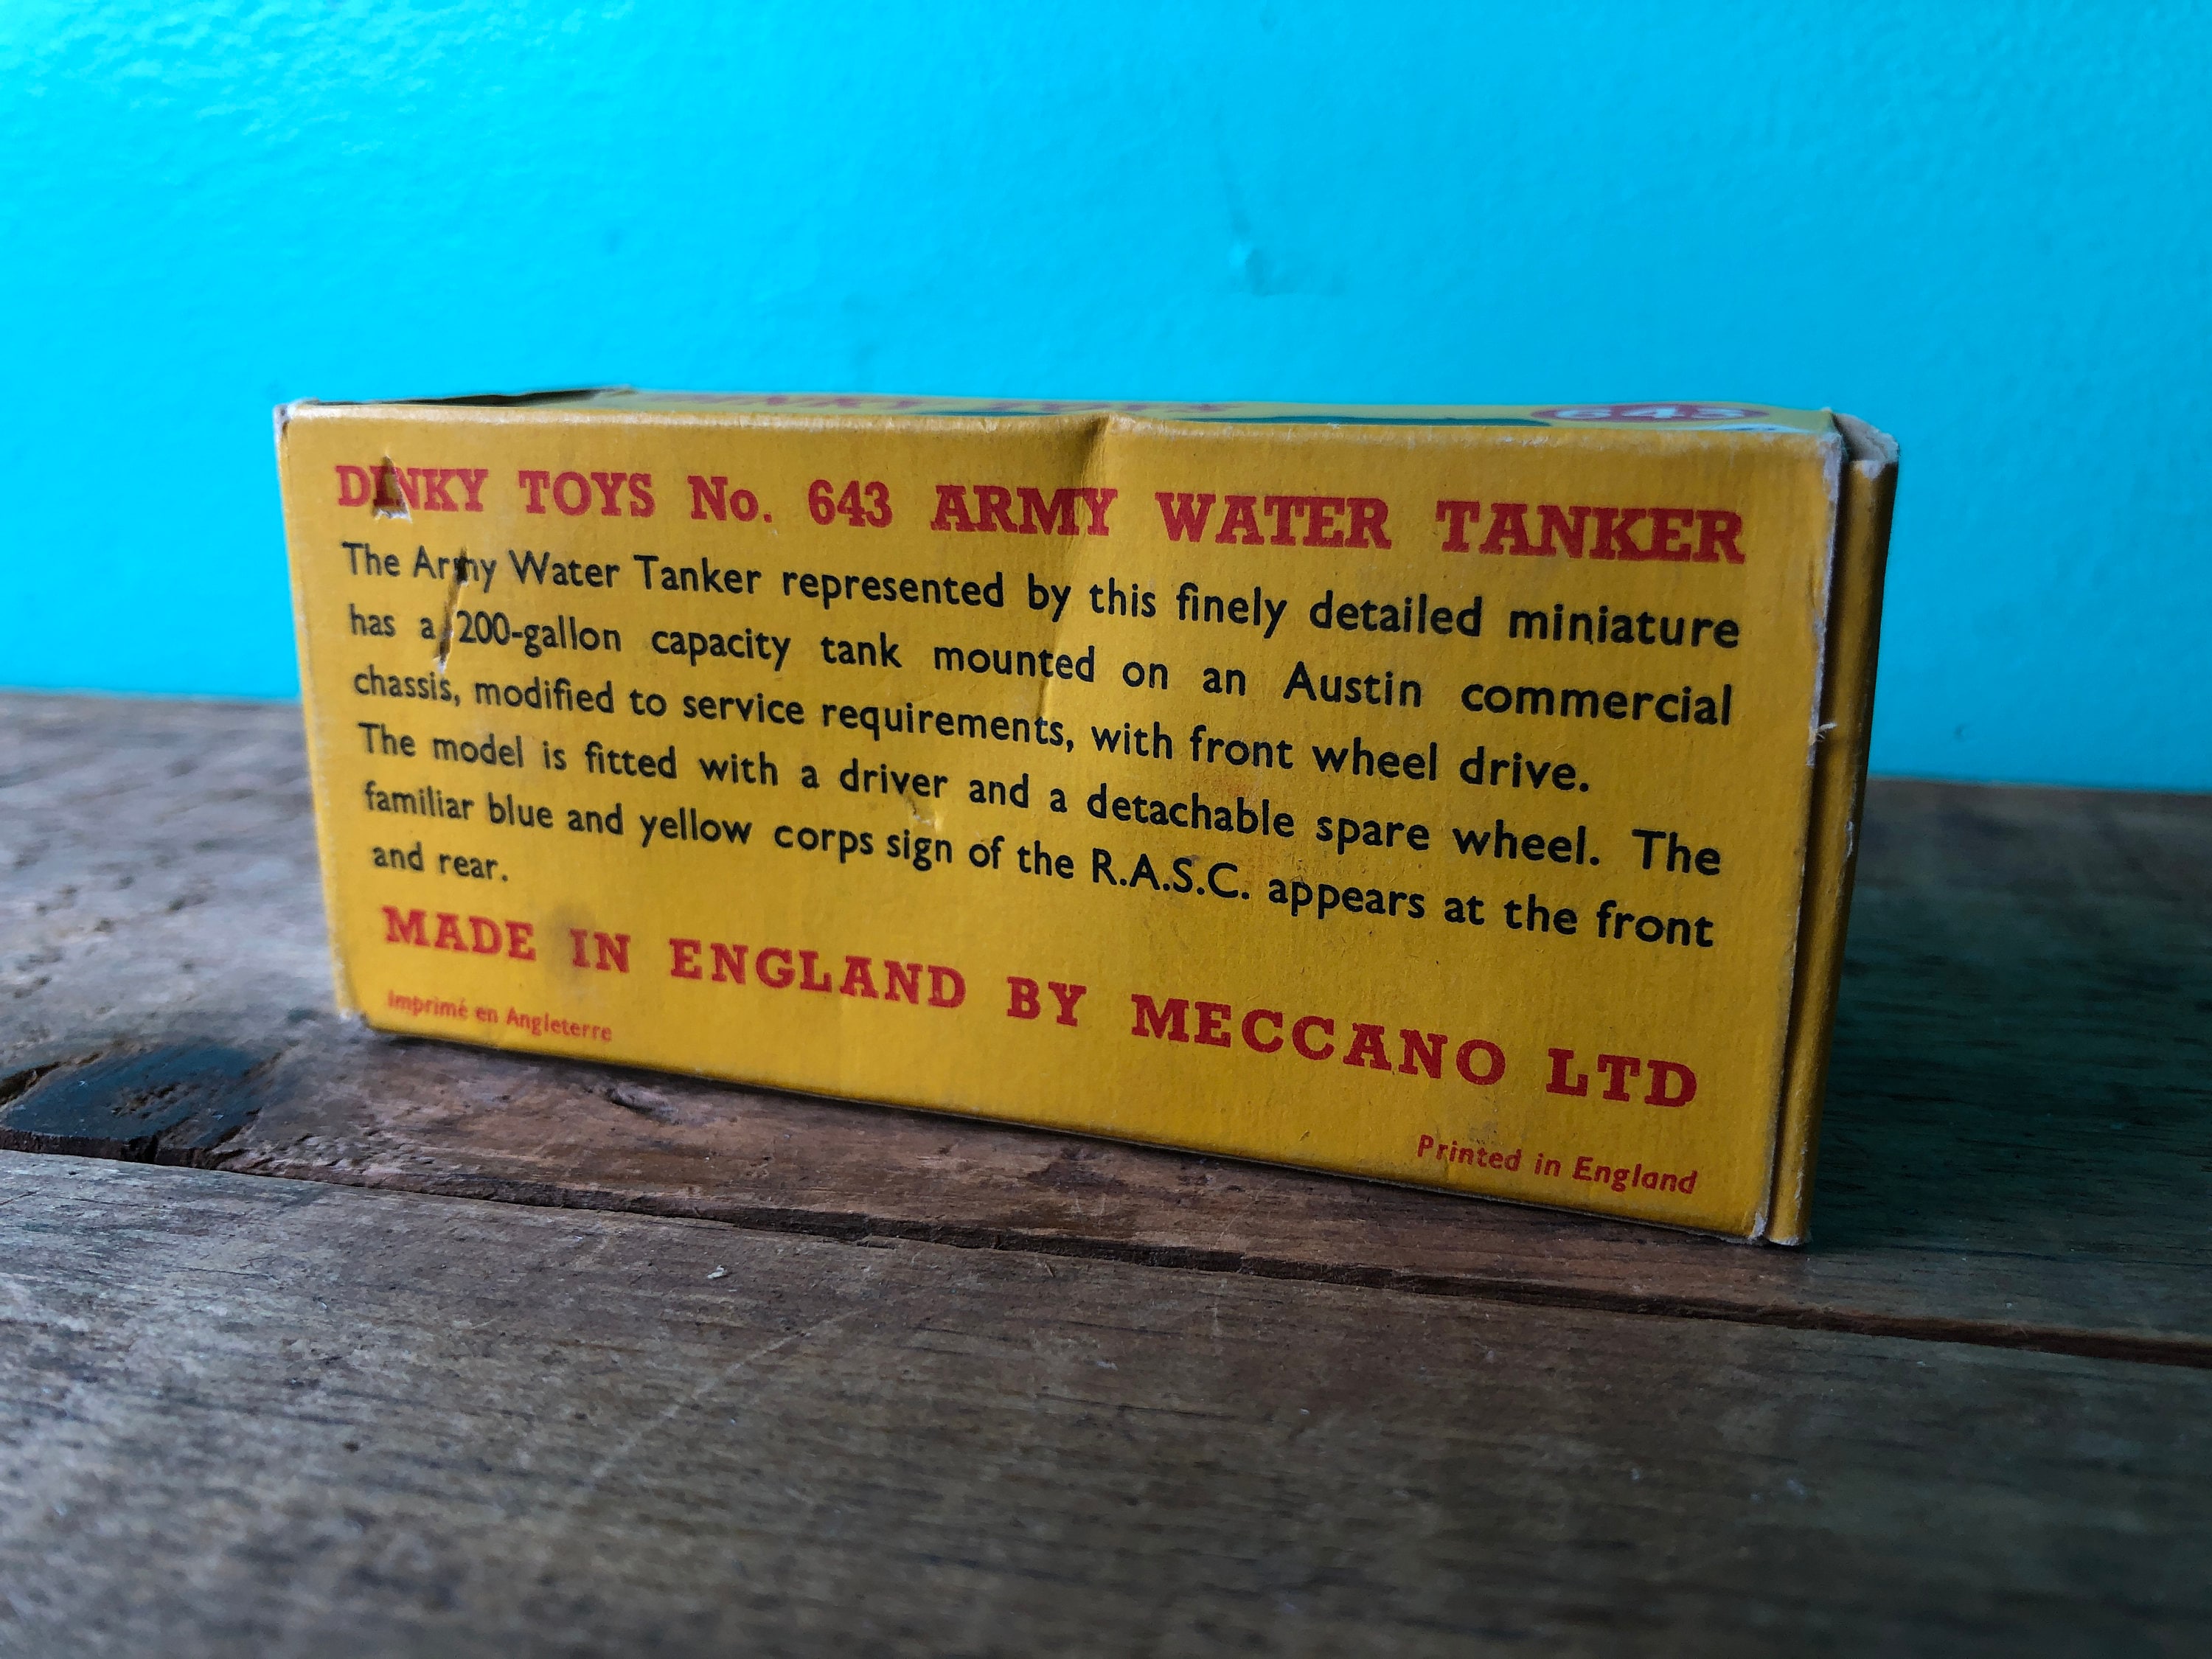 DINKY TOYS
643
DINKY TOYS No. 643 ARMY WATER TANKER
The Army Water Tanker represented by this finely detailed miniature
has a 200-gallon capacity tank mounted on an Austin commercial
chassis, modified to service requirements, with front wheel drive.
The model is fitted with a driver and a detachable spare wheel. The
familiar blue and yellow corps sign of the R.A.S.C. appears at the front
and rear.
MADE IN ENGLAND BY MECCANO LTD
Imprimé en Angleterre
Printed in England